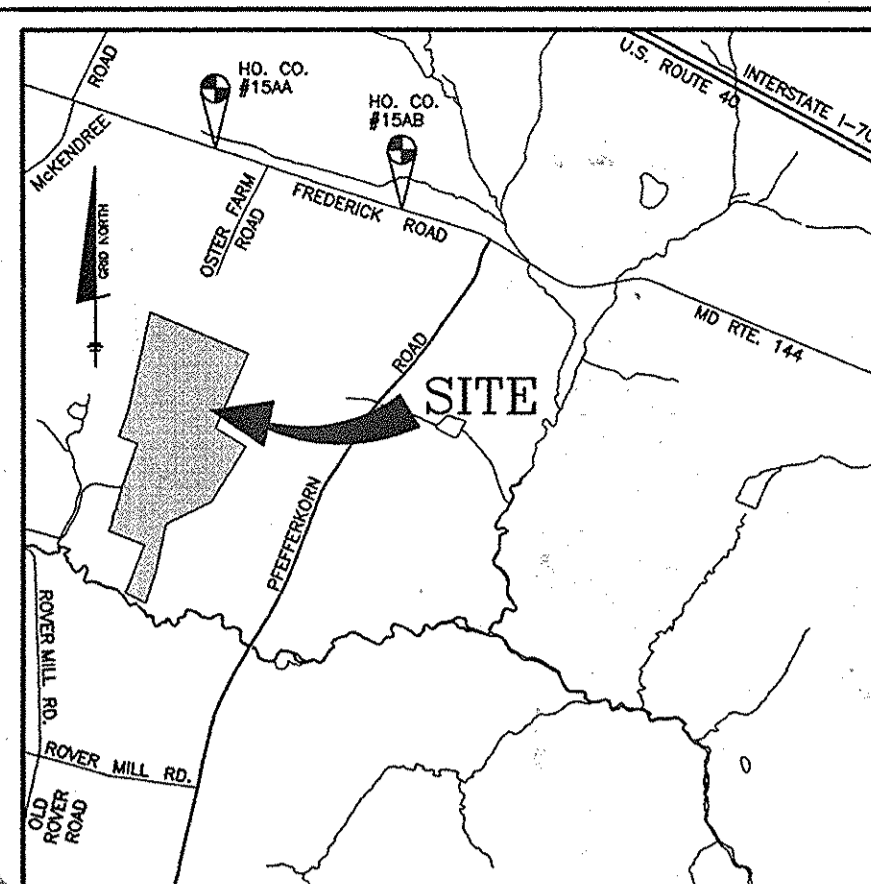 U.S. ROUTE 40
INTERSTATE I-70
HO. CO.
#15AA
HO. CO.
#15AB
McKENDREE ROAD
FREDERICK ROAD
OSTER FARM
ROAD
GRID NORTH
MD RTE. 144
SITE
PFEFFERKORN ROAD
ROVER MILL RD.
ROVER MILL RD.
OLD
ROVER
ROAD